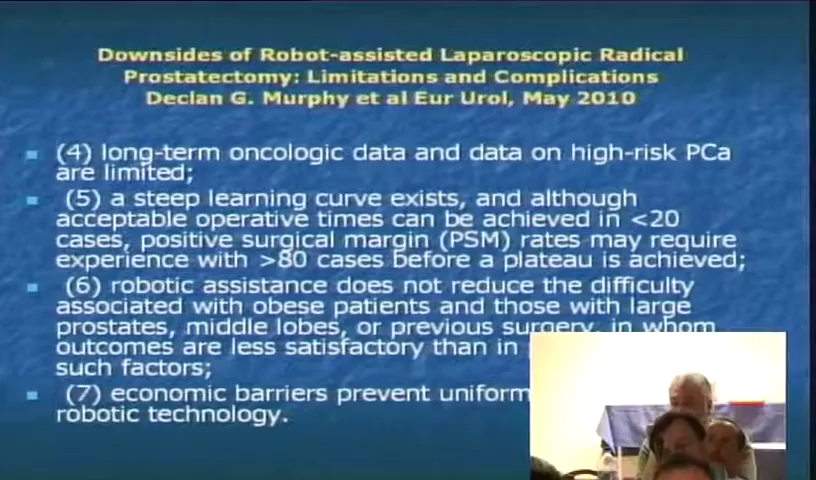 Downsides of Robot-assisted Laparoscopic Radical
Prostatectomy: Limitations and Complications
Declan G. Murphy et al Eur Urol, May 2010
(4) long-term oncologic data and data on high-risk PCa
are limited;
(5) a steep learning curve exists, and although
acceptable operative times can be achieved in <20
cases, positive surgical margin (PSM) rates may require
experience with >80 cases before a plateau is achieved;
(6) robotic assistance does not reduce the difficulty
associated with obese patients and those with large
prostates, middle lobes, or previous surgery, in whom
outcomes are less satisfactory than in
such factors;
(7) economic barriers prevent uniform
robotic technology.